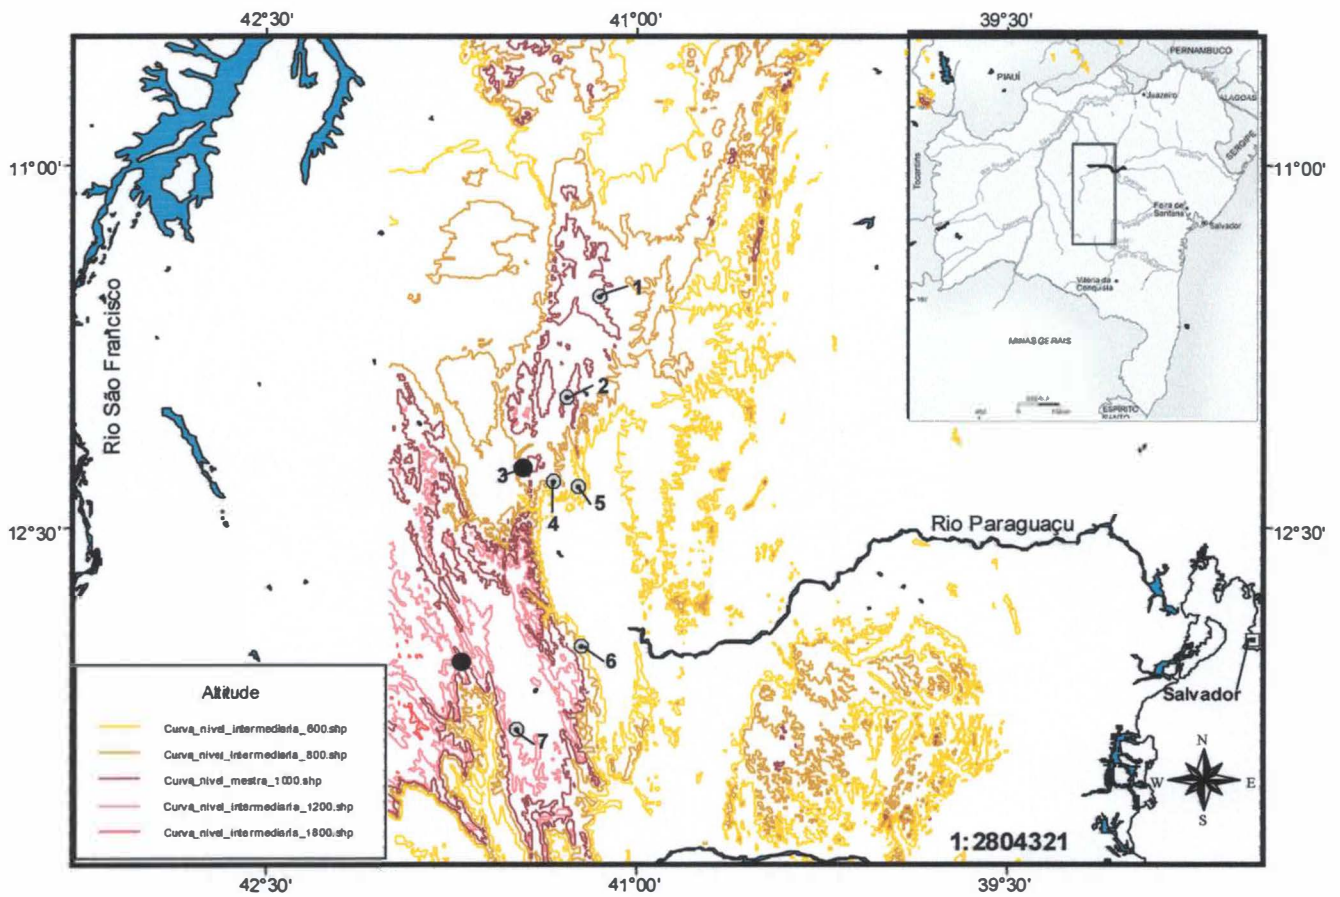 42°30'
41°00'
39°30'
11°00'
11°00'
PERNAMBUCO
PIAUÍ
Juazeiro
ALAGOAS
SERGIPE
Tocantins
Feira de
Santana
Salvador
Vitória da
Conquista
MINAS GERAIS
ESPÍRITO
SANTO
Rio São Francisco
1
2
3
4
5
12°30'
12°30'
Rio Paraguaçu
6
7
Salvador
Altitude
Curva_nivel_intermediaria_600.shp
Curva_nivel_intermediaria_800.shp
Curva_nivel_mestra_1000.shp
Curva_nivel_intermediaria_1200.shp
Curva_nivel_intermediaria_1800.shp
N
W
E
S
1:2804321
42°30'
41°00'
39°30'